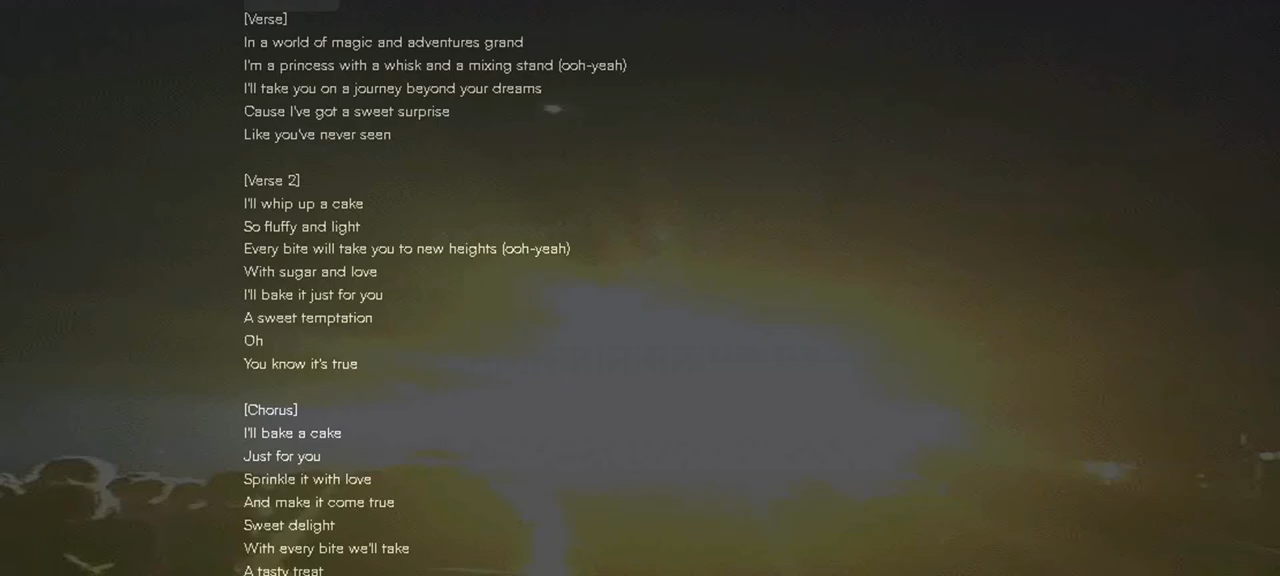 [Verse]
In a world of magic and adventures grand
I'm a princess with a whisk and a mixing stand (ooh-yeah)
I'll take you on a journey beyond your dreams
Cause I've got a sweet surprise
Like you've never seen
[Verse 2]
I'll whip up a cake
So fluffy and light
Every bite will take you to new heights (ooh-yeah)
With sugar and love
I'll bake it just for you
A sweet temptation
Oh
You know it's true
[Chorus]
I'll bake a cake
Just for you
Sprinkle it with love
And make it come true
Sweet delight
With every bite we'll take
A tasty treat